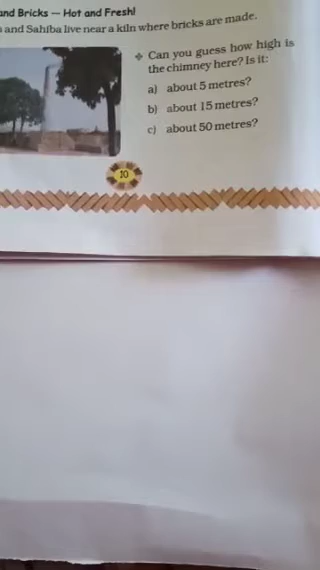 and Bricks — Hot and Fresh!
and Sahiba live near a kiln where bricks are made.
❖ Can you guess how high is
the chimney here? Is it:
a) about 5 metres?
b) about 15 metres?
c) about 50 metres?
10